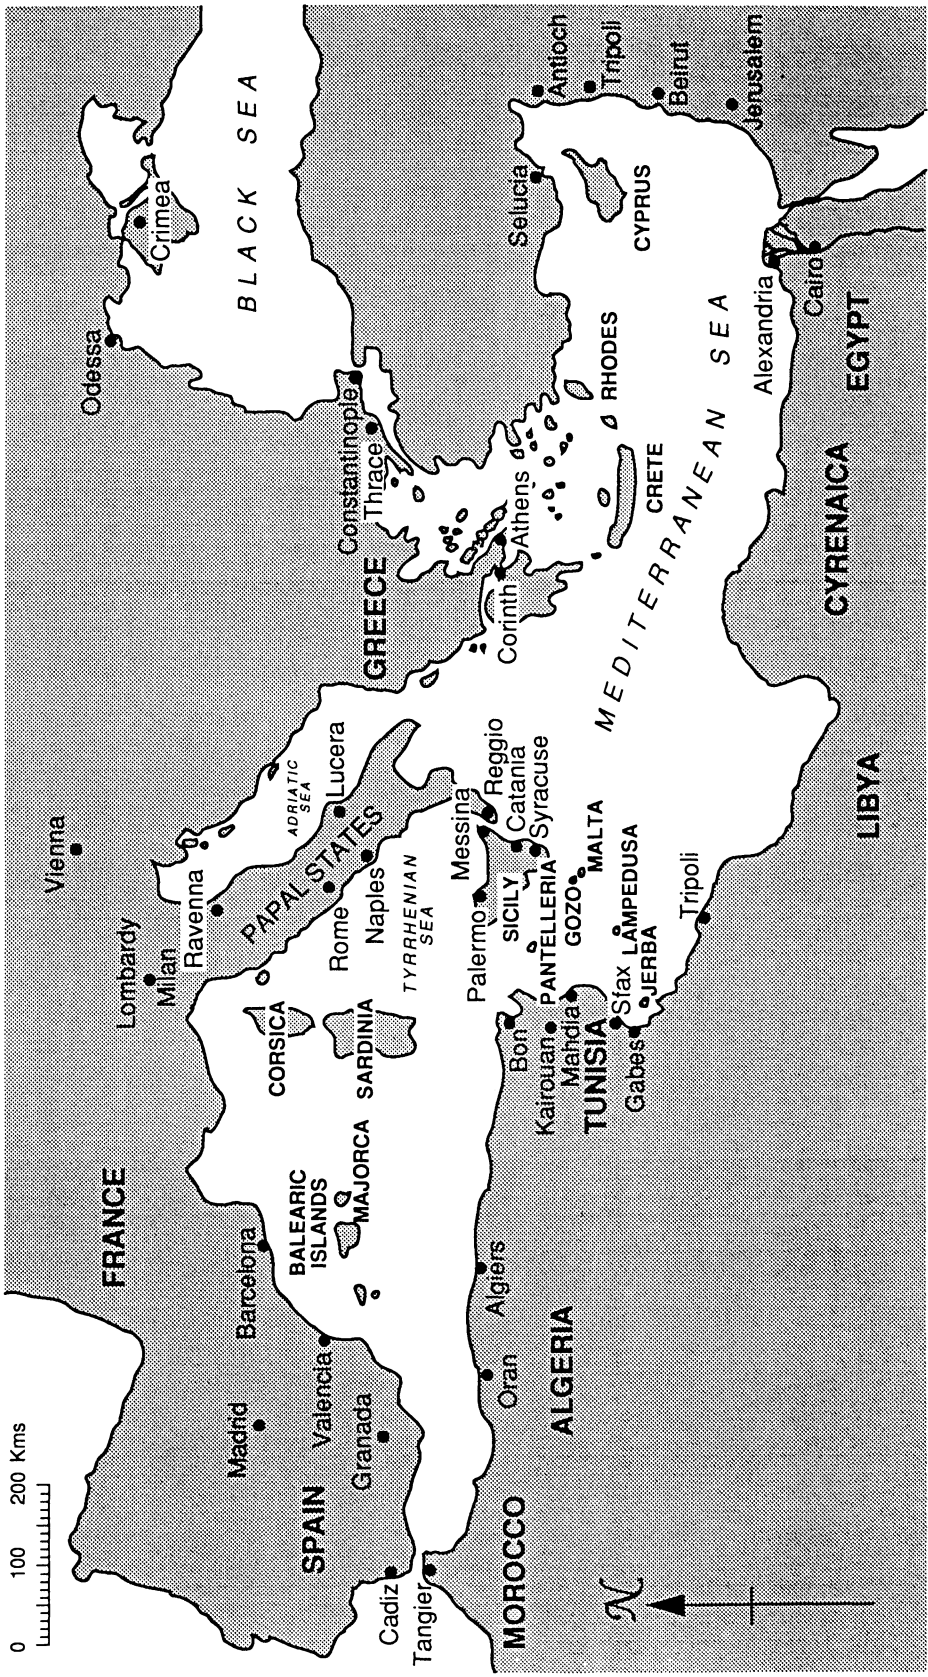 0 100 200 Kms
FRANCE
Lombardy
Milan
Vienna
Odessa
Crimea
BLACK SEA
Madrid
Barcelona
Valencia
Granada
SPAIN
Cadiz
Tangier
MOROCCO
BALEARIC
ISLANDS
MAJORCA
CORSICA
SARDINIA
Ravenna
PAPAL STATES
Rome
Naples
Lucera
ADRIATIC
SEA
TYRRHENIAN
SEA
GREECE
Constantinople
Thrace
Athens
Corinth
Messina
Reggio
Catania
Syracuse
Palermo
SICILY
PANTELLERIA
GOZO
MALTA
LAMPEDUSA
JERBA
MEDITERRANEAN SEA
CRETE
RHODES
CYPRUS
Selucia
Antioch
Tripoli
Beirut
Jerusalem
Oran
Algiers
ALGERIA
Bon
Kairouan
Mahdia
TUNISIA
Sfax
Gabes
Tripoli
LIBYA
CYRENAICA
Alexandria
Cairo
EGYPT
N